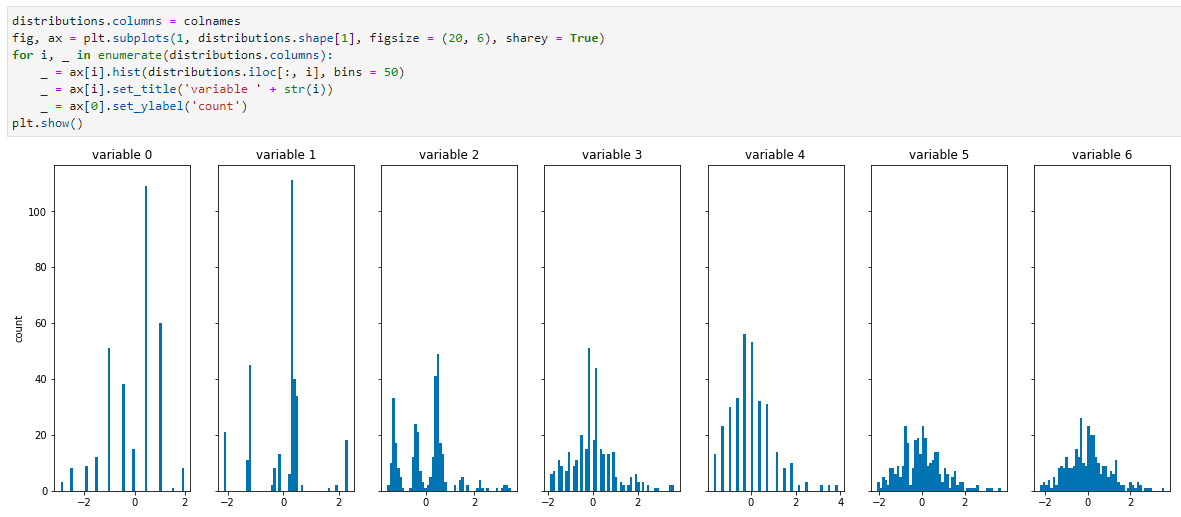 distributions.columns = colnames
fig, ax = plt.subplots(1, distributions.shape[1], figsize = (20, 6), sharey = True)
for i, _ in enumerate(distributions.columns):
    _ = ax[i].hist(distributions.iloc[:, i], bins = 50)
    _ = ax[i].set_title('variable ' + str(i))
    _ = ax[0].set_ylabel('count')
plt.show()
variable 0 variable 1 variable 2 variable 3 variable 4 variable 5 variable 6
100
80
60
count
40
20
0
−2 0 2 −2 0 2 0 2 −2 0 2 0 2 4 −2 0 2 −2 0 2